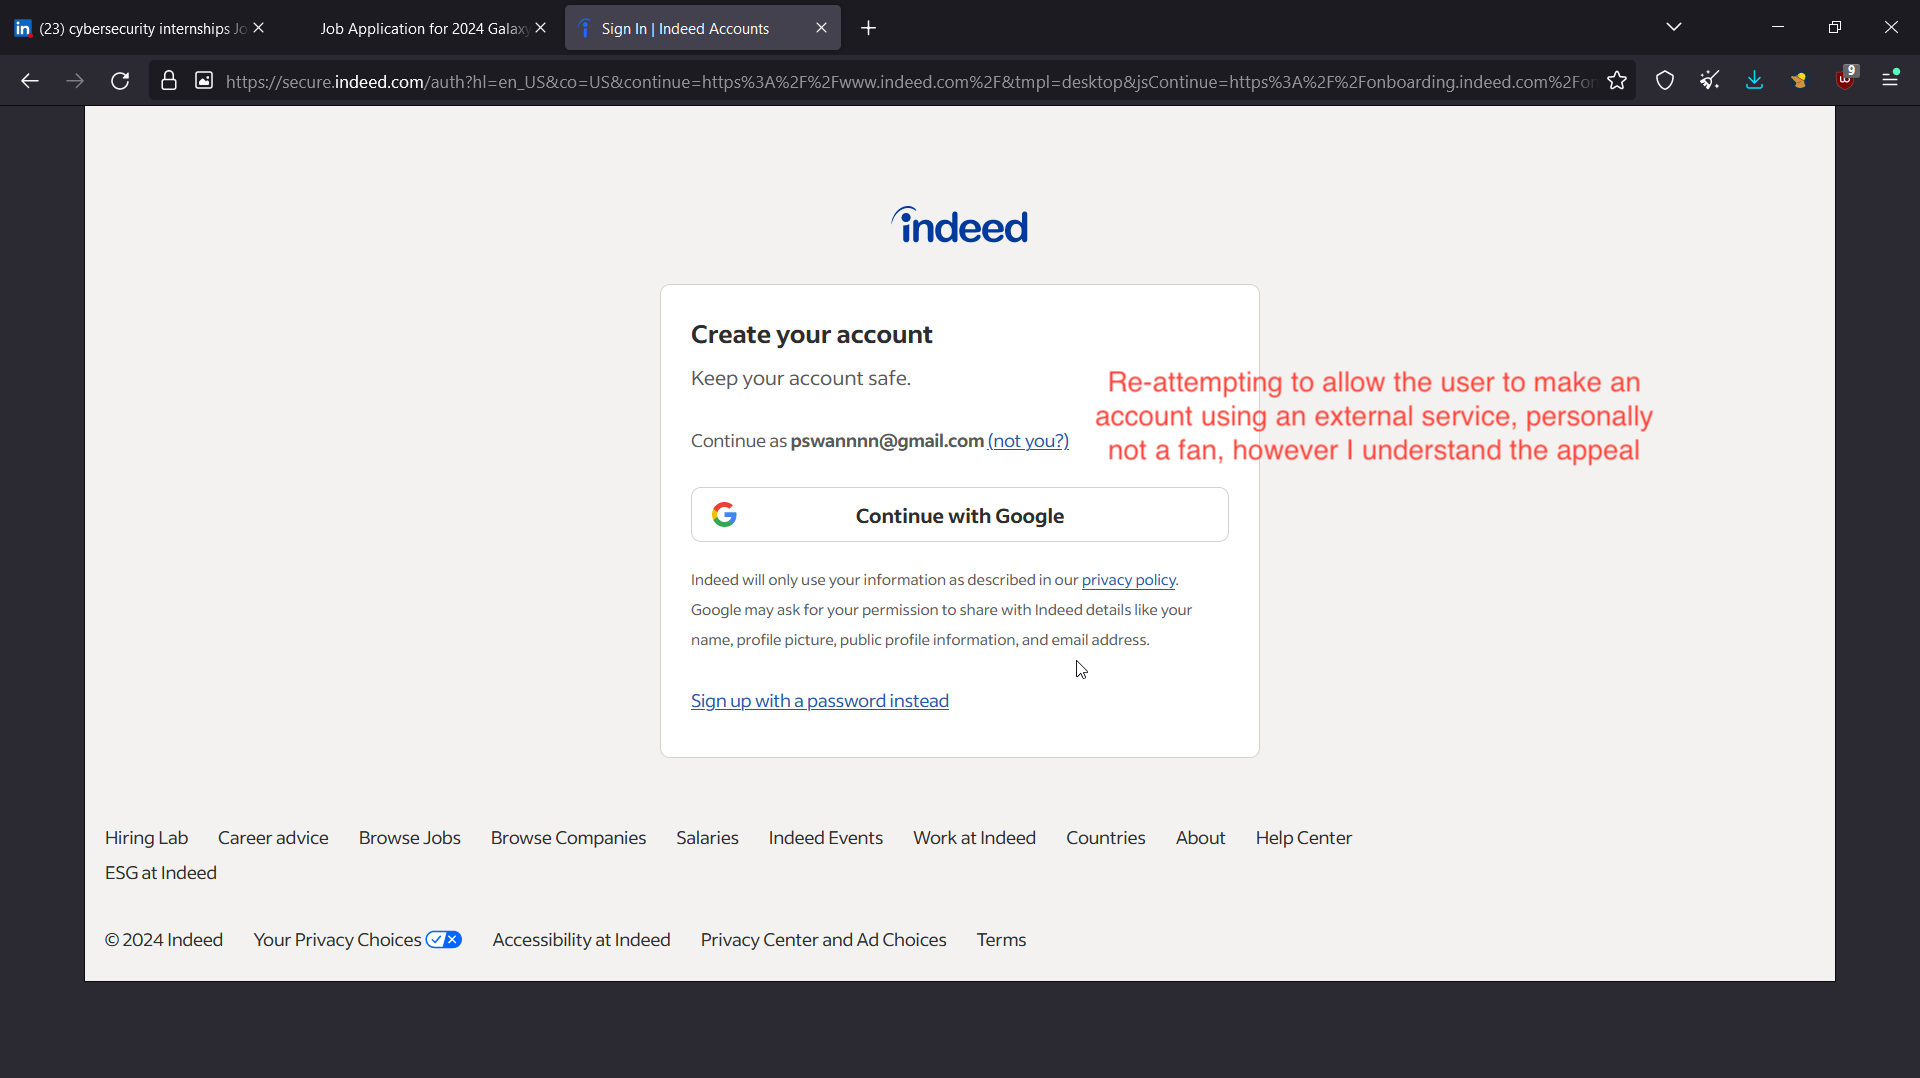 in (23) cybersecurity internships Jo
Job Application for 2024 Galaxy
Sign In | Indeed Accounts
https://secure.indeed.com/auth?hl=en_US&co=US&continue=https%3A%2F%2Fwww.indeed.com%2F&tmpl=desktop&jsContinue=https%3A%2F%2Fonboarding.indeed.com%2For
9
indeed
Create your account
Keep your account safe.
Re-attempting to allow the user to make an
account using an external service, personally
not a fan, however I understand the appeal
Continue as pswannnn@gmail.com (not you?)
Continue with Google
Indeed will only use your information as described in our privacy policy.
Google may ask for your permission to share with Indeed details like your
name, profile picture, public profile information, and email address.
Sign up with a password instead
Hiring Lab Career advice Browse Jobs Browse Companies Salaries Indeed Events Work at Indeed Countries About Help Center
ESG at Indeed
© 2024 Indeed Your Privacy Choices Accessibility at Indeed Privacy Center and Ad Choices Terms